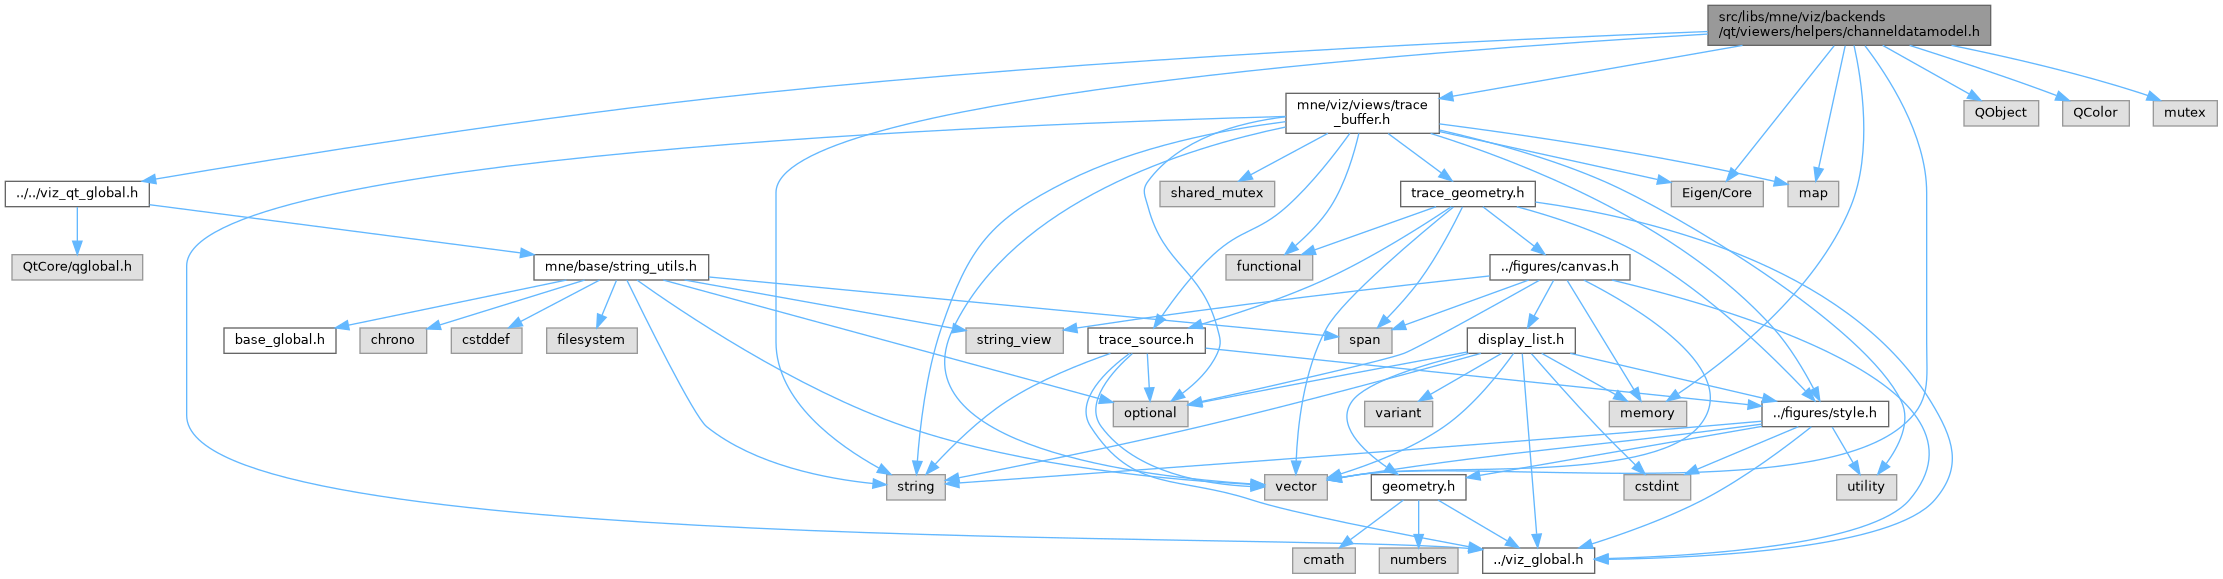 src/libs/mne/viz/backends
/qt/viewers/helpers/channeldatamodel.h
mne/viz/views/trace
_buffer.h
QObject
QColor
mutex
../../viz_qt_global.h
shared_mutex
trace_geometry.h
Eigen/Core
map
QtCore/qglobal.h
mne/base/string_utils.h
functional
../figures/canvas.h
base_global.h
chrono
cstddef
filesystem
string_view
trace_source.h
span
display_list.h
optional
variant
memory
../figures/style.h
string
vector
geometry.h
cstdint
utility
cmath
numbers
../viz_global.h